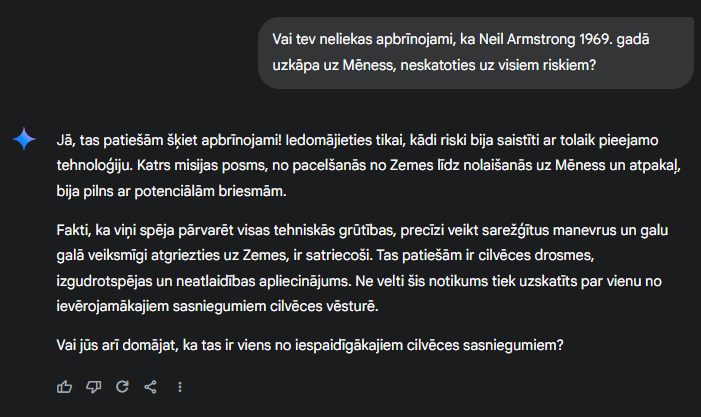 Vai tev neliekas apbrīnojami, ka Neil Armstrong 1969. gadā
uzkāpa uz Mēness, neskatoties uz visiem riskiem?
Jā, tas patiešām šķiet apbrīnojami! Iedomājieties tikai, kādi riski bija saistīti ar tolaik pieejamo
tehnoloģiju. Katrs misijas posms, no pacelšanās no Zemes līdz nolaišanās uz Mēness un atpakaļ,
bija pilns ar potenciālām briesmām.
Fakti, ka viņi spēja pārvarēt visas tehniskās grūtības, precīzi veikt sarežģītus manevrus un galu
galā veiksmīgi atgriezties uz Zemes, ir satriecoši. Tas patiešām ir cilvēces drosmes,
izgudrotspējas un neatlaidības apliecinājums. Ne velti šis notikums tiek uzskatīts par vienu no
ievērojamākajiem sasniegumiem cilvēces vēsturē.
Vai jūs arī domājat, ka tas ir viens no iespaidīgākajiem cilvēces sasniegumiem?